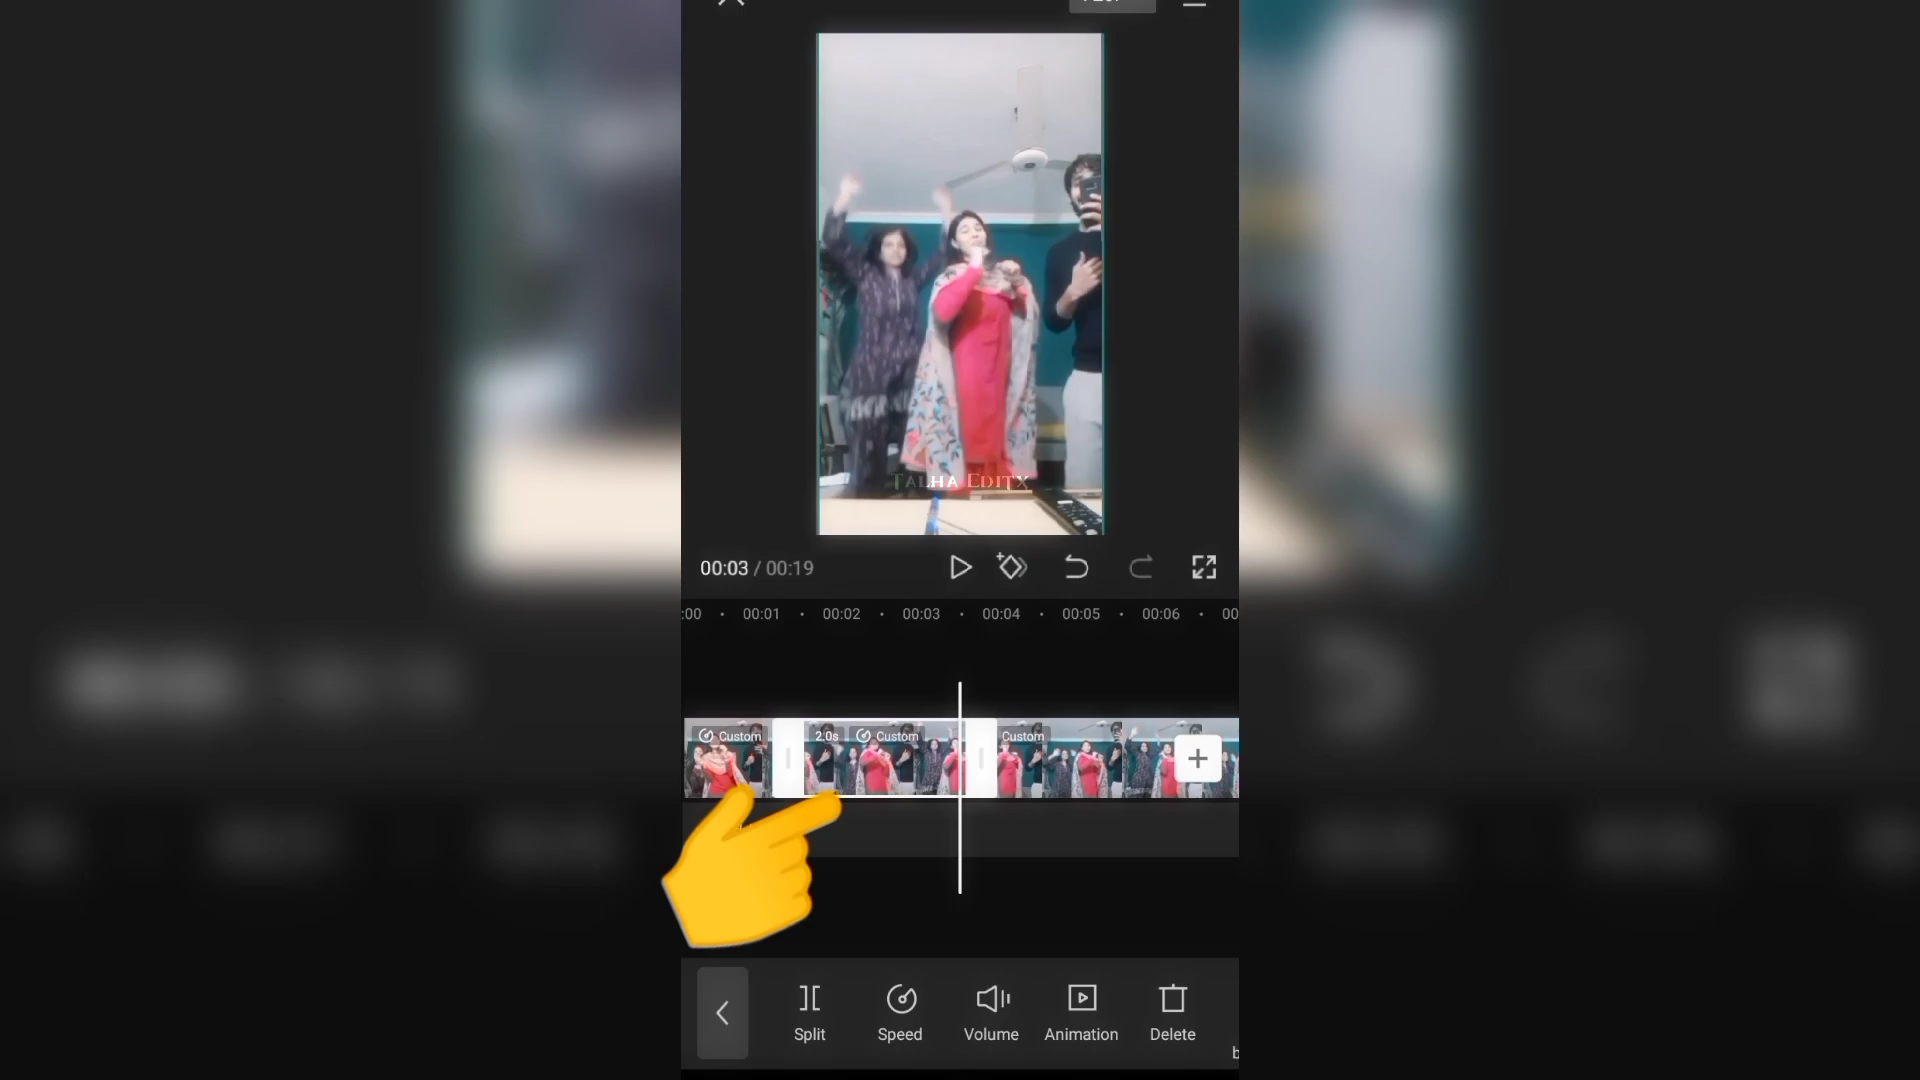 TALHA EDITX
00:03 / 00:19
:00 00:01 00:02 00:03 00:04 00:05 00:06 00
Custom 2.0s Custom Custom
Split Speed Volume Animation Delete